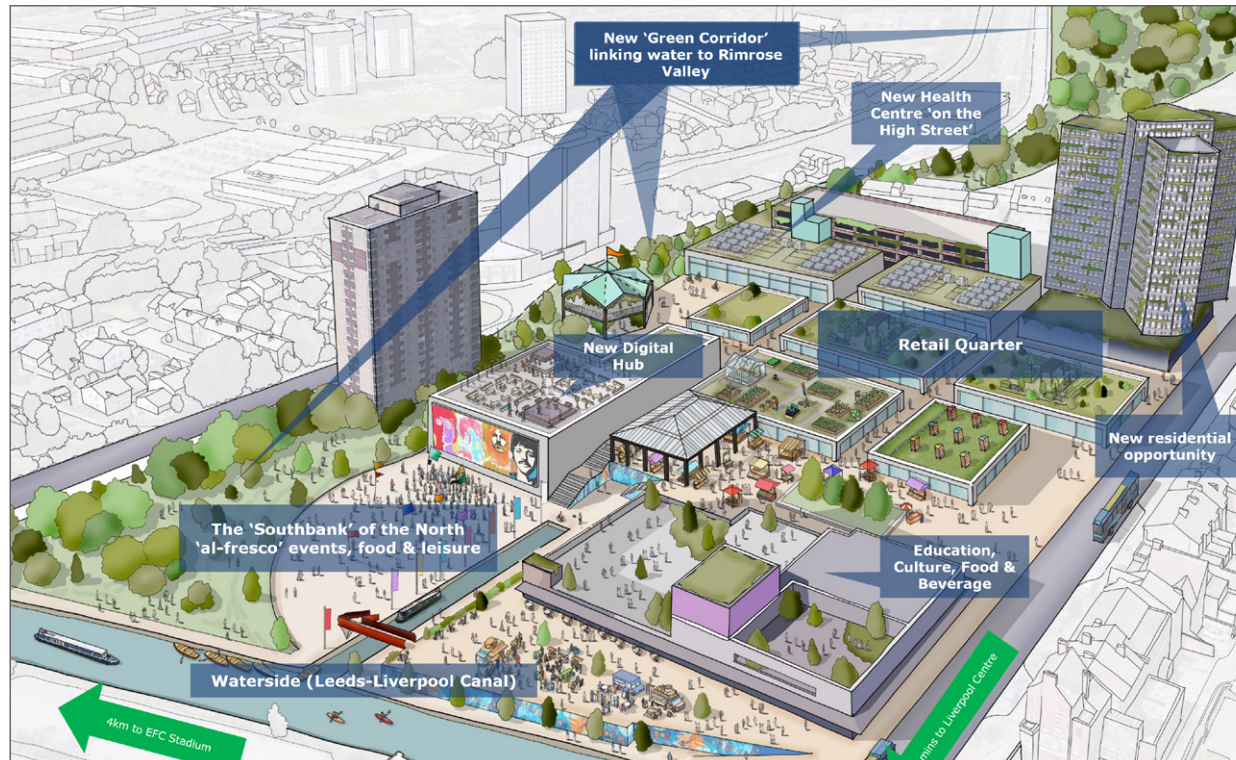 New ‘Green Corridor’
linking water to Rimrose
Valley
New Health
Centre ‘on the
High Street’
New Digital
Hub
Retail Quarter
New residential
opportunity
The ‘Southbank’ of the North
‘al-fresco’ events, food & leisure
Education,
Culture, Food &
Beverage
Waterside (Leeds-Liverpool Canal)
4km to EFC Stadium
mins to Liverpool Centre